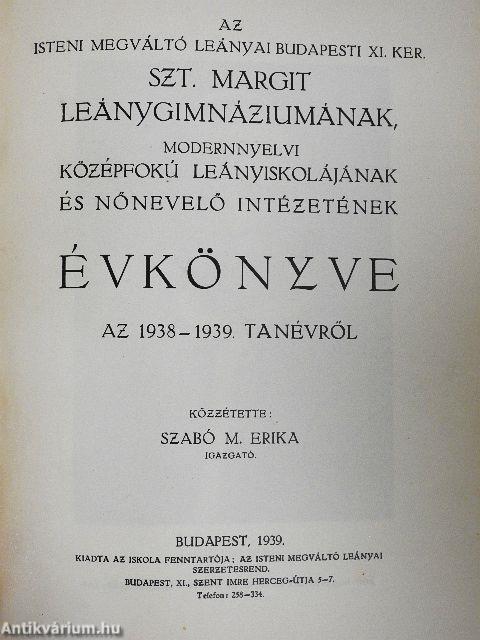 AZ
ISTENI MEGVÁLTÓ LEÁNYAI BUDAPESTI XI. KER.
SZT. MARGIT
LEÁNYGIMNÁZIUMÁNAK,
MODERNNYELVI
KÖZÉPFOKÚ LEÁNYISKOLÁJÁNAK
ÉS NŐNEVELŐ INTÉZETÉNEK
ÉVKÖNYVE
AZ 1938–1939. TANÉVRŐL
KÖZZÉTETTE:
SZABÓ M. ERIKA
IGAZGATÓ.
BUDAPEST, 1939.
KIADTA AZ ISKOLA FENNTARTÓJA; AZ ISTENI MEGVÁLTÓ LEÁNYAI
SZERZETESREND.
BUDAPEST, XI., SZENT IMRE HERCEG-ÚTJA 5–7.
Telefon: 258–334.
Antikvárium.hu